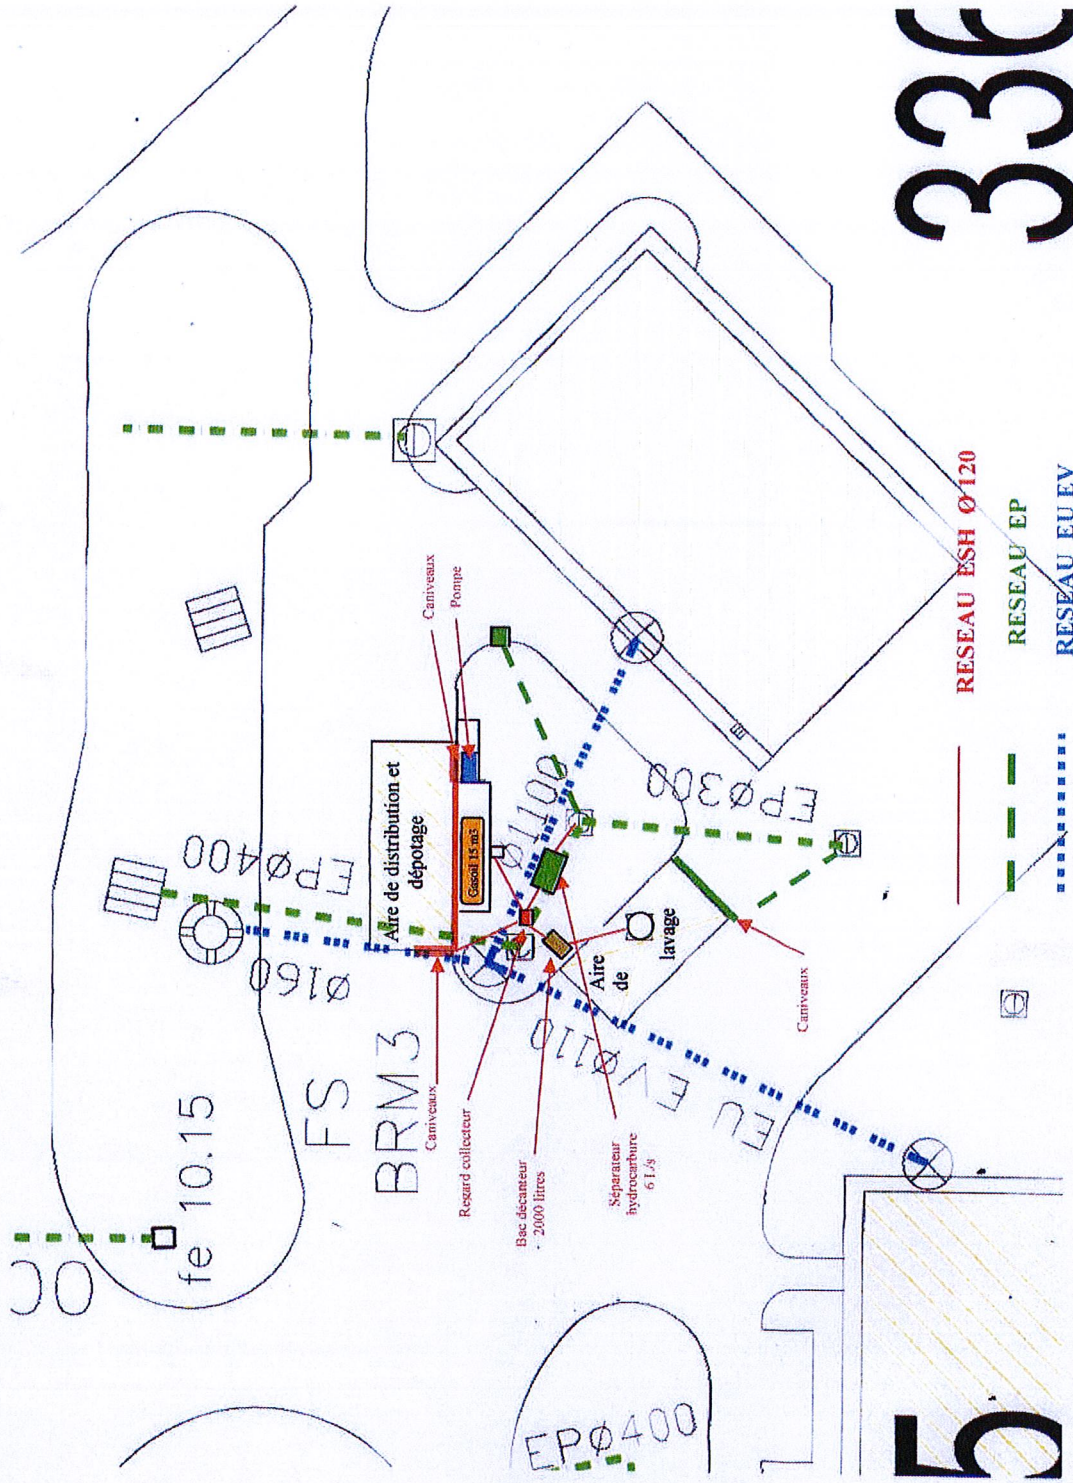 336
5
OC
fe 10.15
FS
BRM3
Ø160
EPØ400
Aire de distribution et
dépotage
Gasoil 15 m3
Caniveaux
Pompe
Ø1100
EPØ300
Caniveaux
Regard collecteur
Bac décanteur
- 2000 litres
Séparateur
hydrocarbure
6 L/s
EU EVØ110
Aire
de
lavage
Caniveaux
EPØ400
RESEAU ESH Ø 120
RESEAU EP
RESEAU EU EV